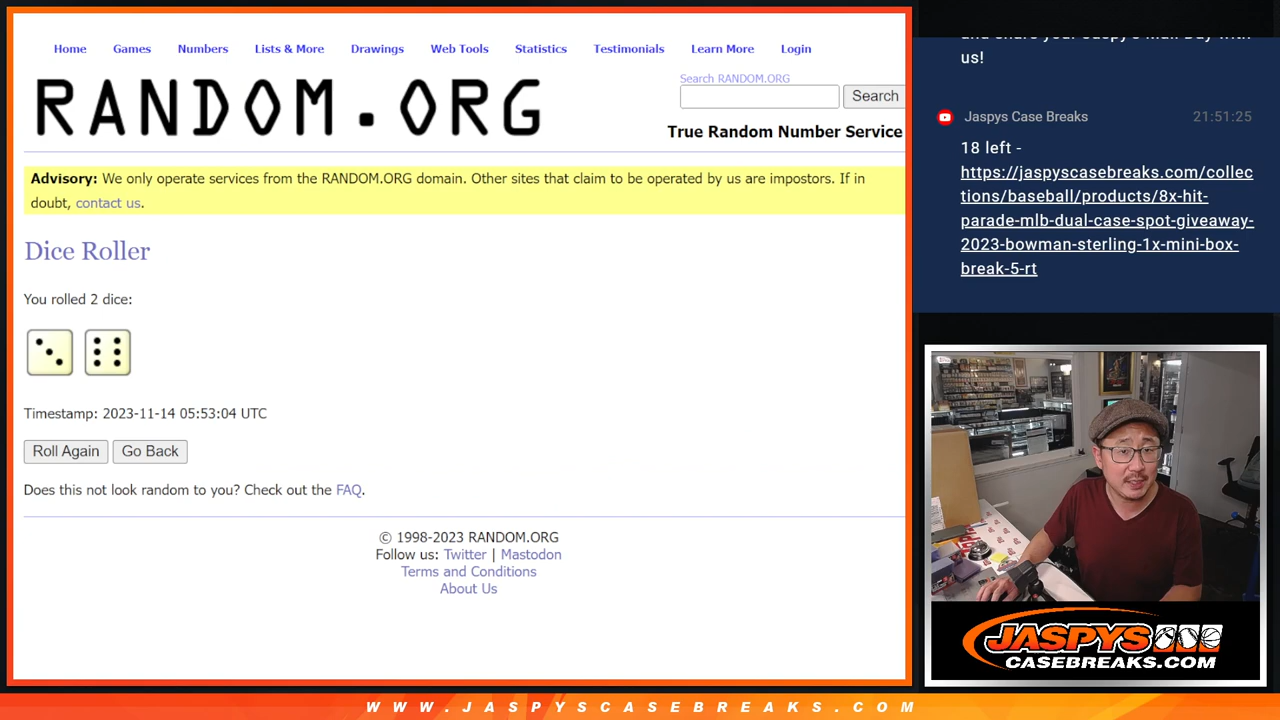 Home Games Numbers Lists & More Drawings Web Tools Statistics Testimonials Learn More Login
RANDOM.ORG
Search RANDOM.ORG
Search
True Random Number Service
Advisory: We only operate services from the RANDOM.ORG domain. Other sites that claim to be operated by us are impostors. If in
doubt, contact us.
Dice Roller
You rolled 2 dice:
Timestamp: 2023-11-14 05:53:04 UTC
Roll Again Go Back
Does this not look random to you? Check out the FAQ.
© 1998-2023 RANDOM.ORG
Follow us: Twitter | Mastodon
Terms and Conditions
About Us
us!
Jaspys Case Breaks 21:51:25
18 left -
https://jaspyscasebreaks.com/collec
tions/baseball/products/8x-hit-
parade-mlb-dual-case-spot-giveaway-
2023-bowman-sterling-1x-mini-box-
break-5-rt
JASPYS
CASEBREAKS.COM
WWW.JASPYSCASEBREAKS.COM